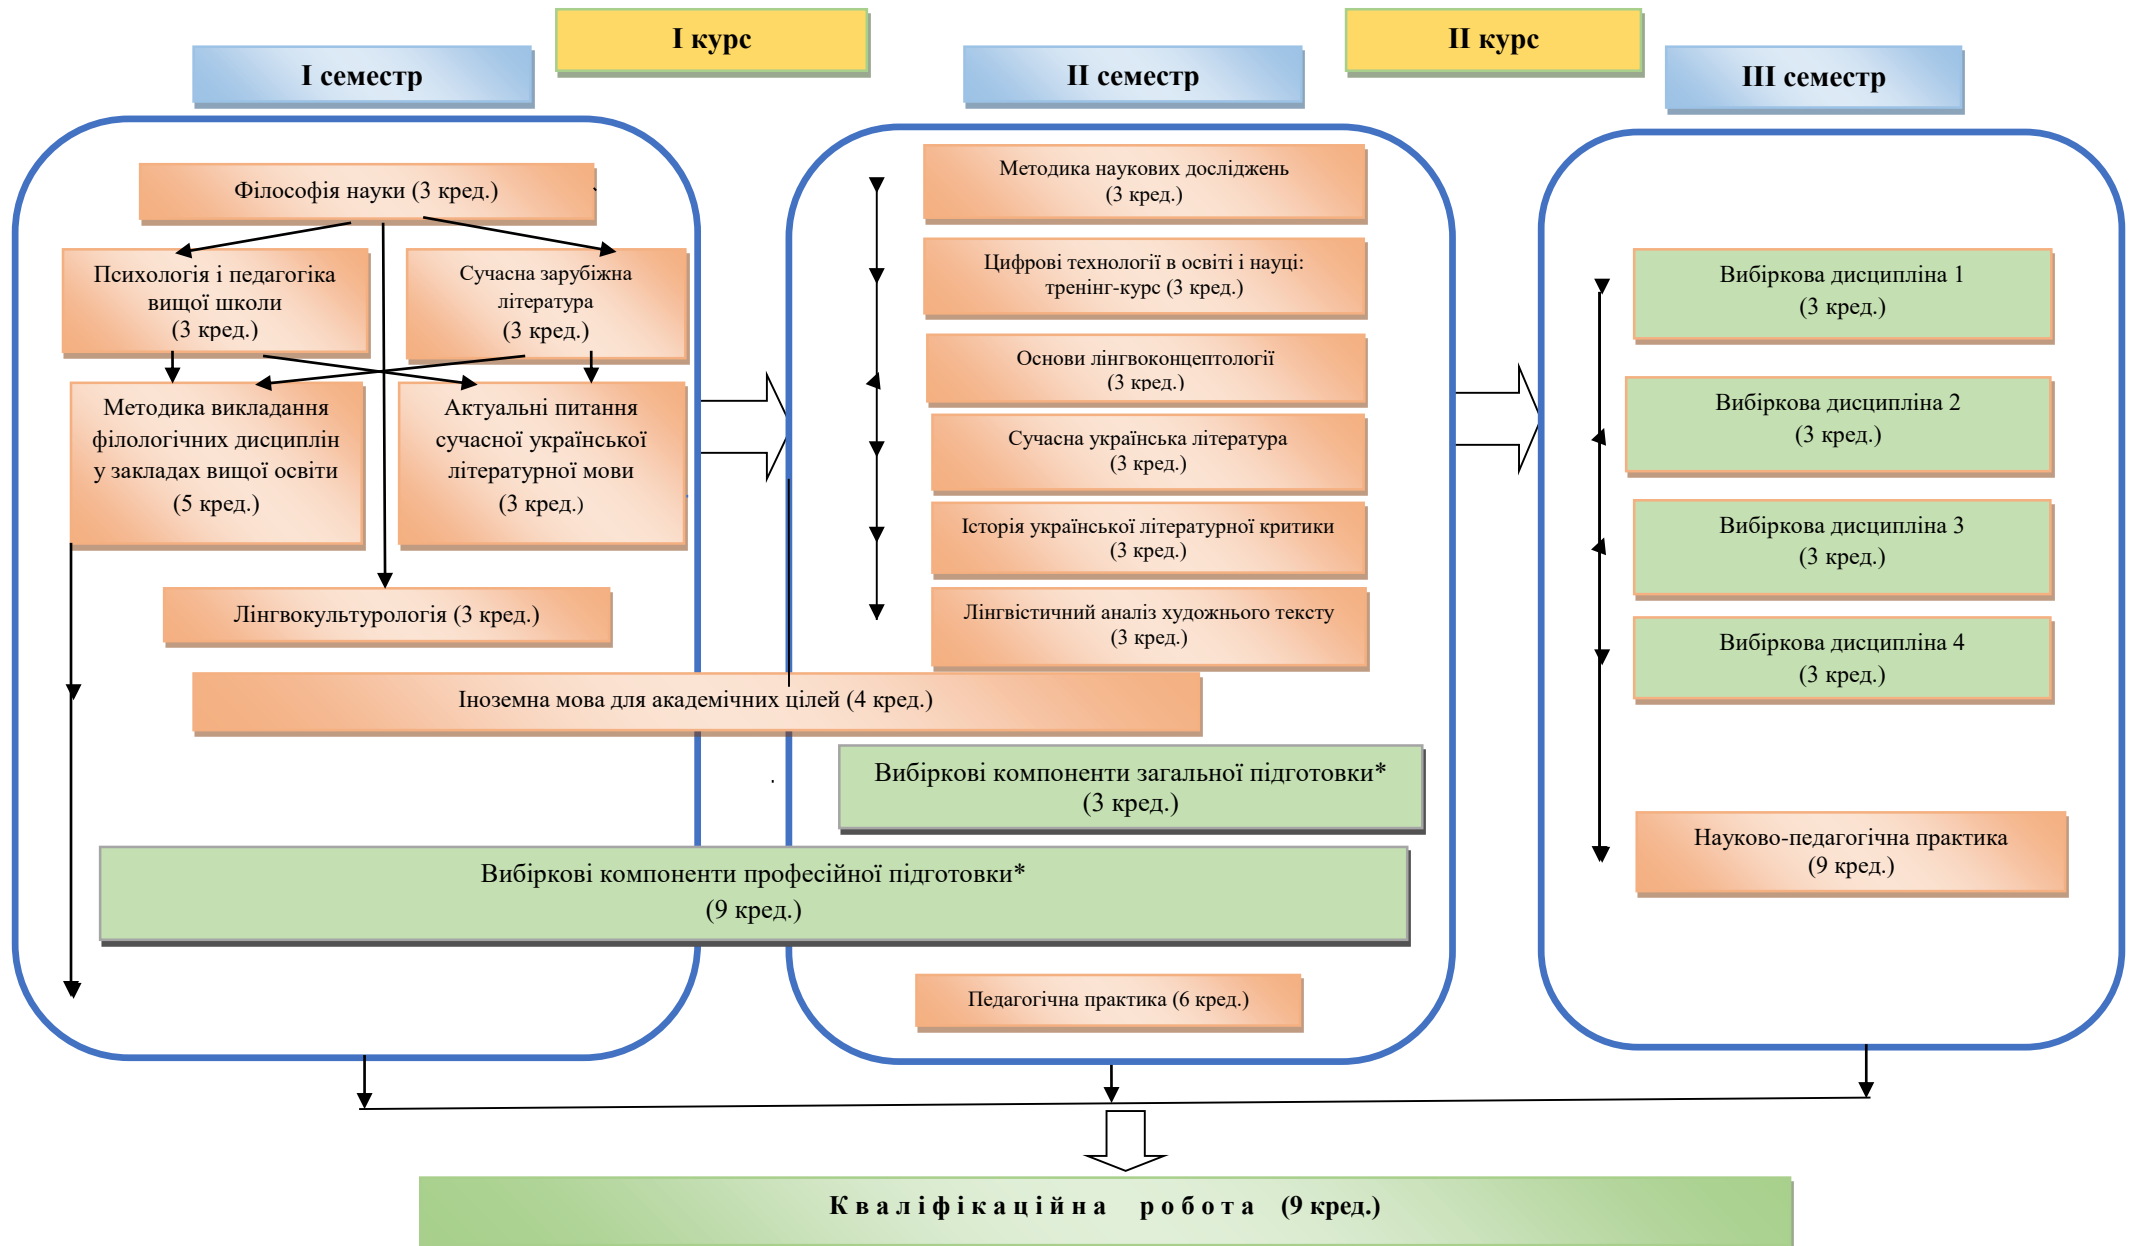 І курс
ІІ курс
І семестр
ІІ семестр
ІІІ семестр
Філософія науки (3 кред.)
Психологія і педагогіка
вищої школи
(3 кред.)
Сучасна зарубіжна
література
(3 кред.)
Методика викладання
філологічних дисциплін
у закладах вищої освіти
(5 кред.)
Актуальні питання
сучасної української
літературної мови
(3 кред.)
Лінгвокультурологія (3 кред.)
Методика наукових досліджень
(3 кред.)
Цифрові технології в освіті і науці:
тренінг-курс (3 кред.)
Основи лінгвоконцептології
(3 кред.)
Сучасна українська література
(3 кред.)
Історія української літературної критики
(3 кред.)
Лінгвістичний аналіз художнього тексту
(3 кред.)
Іноземна мова для академічних цілей (4 кред.)
Вибіркові компоненти загальної підготовки*
(3 кред.)
Вибіркові компоненти професійної підготовки*
(9 кред.)
Педагогічна практика (6 кред.)
Вибіркова дисципліна 1
(3 кред.)
Вибіркова дисципліна 2
(3 кред.)
Вибіркова дисципліна 3
(3 кред.)
Вибіркова дисципліна 4
(3 кред.)
Науково-педагогічна практика
(9 кред.)
К в а л і ф і к а ц і й н а р о б о т а (9 кред.)